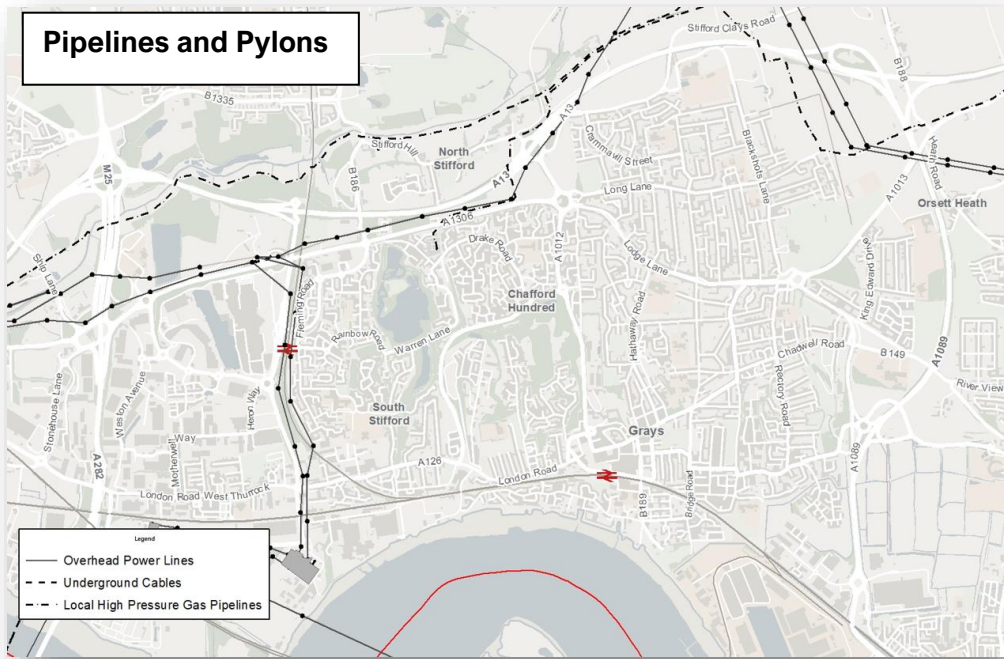 Pipelines and Pylons
Stifford Clays Road
B188
B1335
A13
Stifford Hill
North
Stifford
Crammavill Street
Blackshots Lane
Heath Road
M25
B186
A13
Long Lane
A1013
Orsett Heath
A1306
Drake Road
A1012
Lodge Lane
Ship Lane
King Edward Drive
Fleming Road
Chafford
Hundred
Hathaway Road
Rainbow Road
Warren Lane
Chadwell Road
A1089
B149
River View
Stonehouse Lane
Weston Avenue
Heron Way
Rectory Road
South
Stifford
Grays
Motherwell Way
A126
A282
London Road
A1089
London Road West Thurrock
B189
Bridge Road
Legend
Overhead Power Lines
Underground Cables
Local High Pressure Gas Pipelines